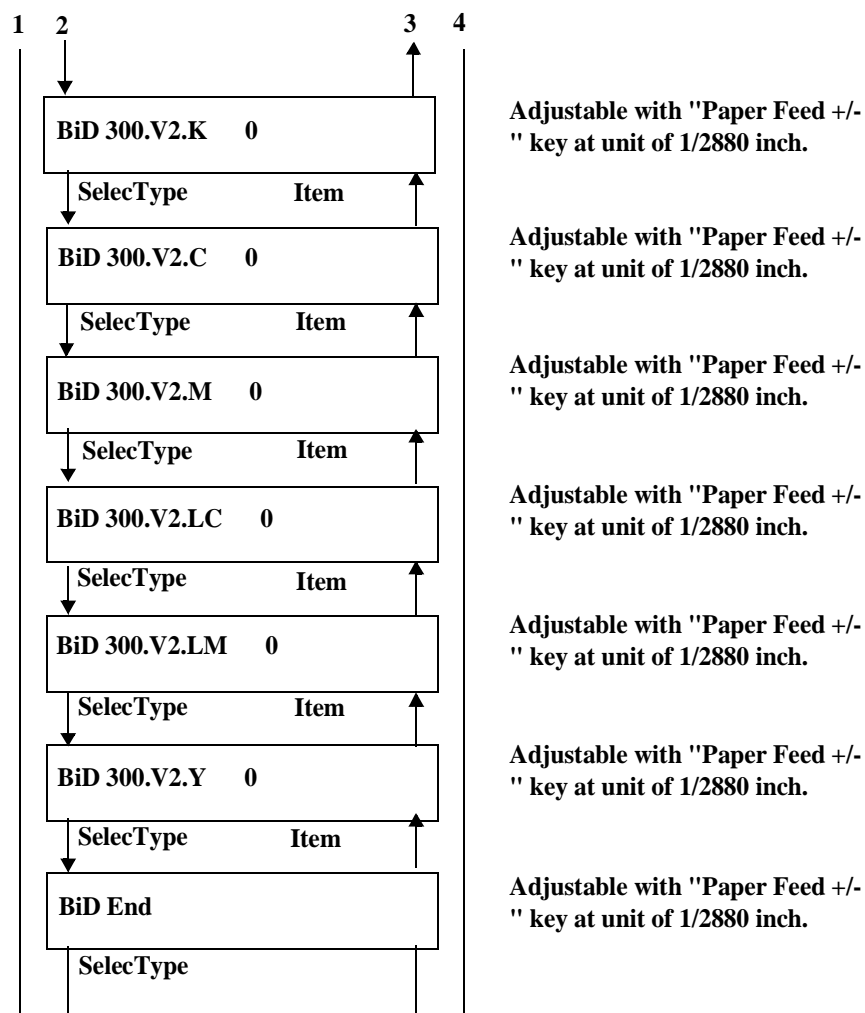 1 2 3 4
BiD 300.V2.K 0
Adjustable with "Paper Feed +/-
" key at unit of 1/2880 inch.
SelecType Item
BiD 300.V2.C 0
Adjustable with "Paper Feed +/-
" key at unit of 1/2880 inch.
SelecType Item
BiD 300.V2.M 0
Adjustable with "Paper Feed +/-
" key at unit of 1/2880 inch.
SelecType Item
BiD 300.V2.LC 0
Adjustable with "Paper Feed +/-
" key at unit of 1/2880 inch.
SelecType Item
BiD 300.V2.LM 0
Adjustable with "Paper Feed +/-
" key at unit of 1/2880 inch.
SelecType Item
BiD 300.V2.Y 0
Adjustable with "Paper Feed +/-
" key at unit of 1/2880 inch.
SelecType Item
BiD End
Adjustable with "Paper Feed +/-
" key at unit of 1/2880 inch.
SelecType